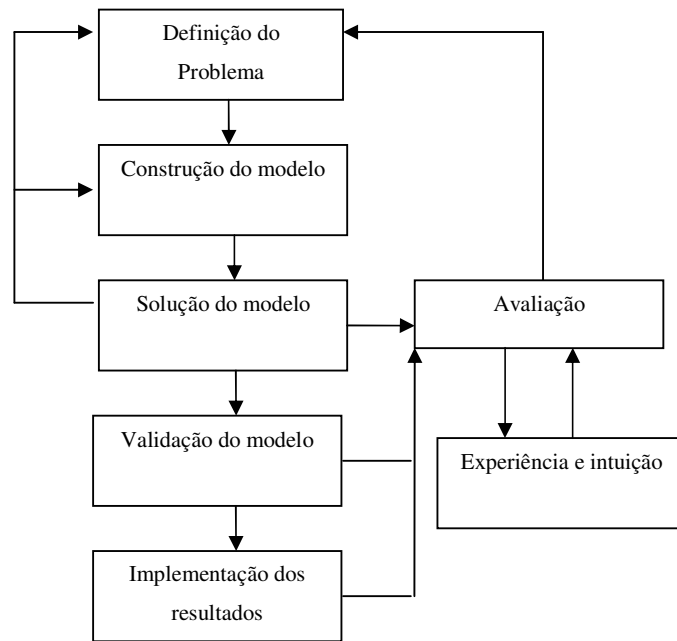 Definição do
Problema
Construção do modelo
Solução do modelo
Avaliação
Validação do modelo
Experiência e intuição
Implementação dos
resultados